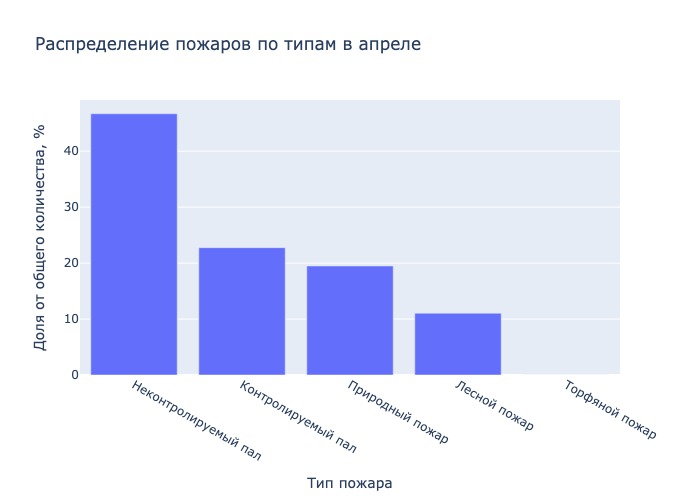 Распределение пожаров по типам в апреле
Доля от общего количества, %
40
30
20
10
0
Неконтролируемый пал
Контролируемый пал
Природный пожар
Лесной пожар
Торфяной пожар
Тип пожара